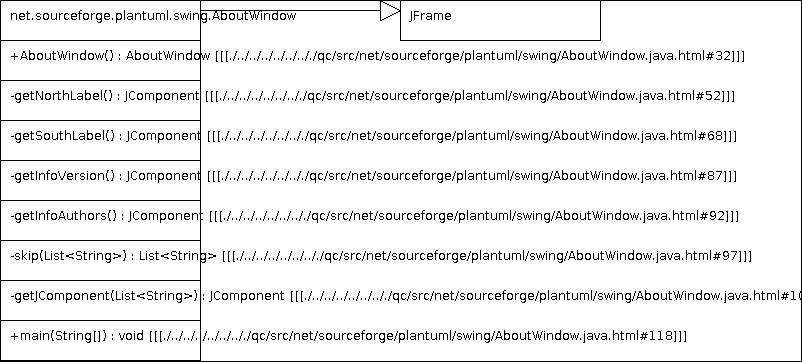 net.sourceforge.plantuml.swing.AboutWindow
JFrame
+AboutWindow() : AboutWindow [[[./../../../../../././qc/src/net/sourceforge/plantuml/swing/AboutWindow.java.html#32]]]
-getNorthLabel() : JComponent [[[./../../../../../././qc/src/net/sourceforge/plantuml/swing/AboutWindow.java.html#52]]]
-getSouthLabel() : JComponent [[[./../../../../../././qc/src/net/sourceforge/plantuml/swing/AboutWindow.java.html#68]]]
-getInfoVersion() : JComponent [[[./../../../../../././qc/src/net/sourceforge/plantuml/swing/AboutWindow.java.html#87]]]
-getInfoAuthors() : JComponent [[[./../../../../../././qc/src/net/sourceforge/plantuml/swing/AboutWindow.java.html#92]]]
-skip(List<String>) : List<String> [[[./../../../../../././qc/src/net/sourceforge/plantuml/swing/AboutWindow.java.html#97]]]
-getJComponent(List<String>) : JComponent [[[./../../../../../././qc/src/net/sourceforge/plantuml/swing/AboutWindow.java.html#10
+main(String[]) : void [[[./../../../../../././qc/src/net/sourceforge/plantuml/swing/AboutWindow.java.html#118]]]